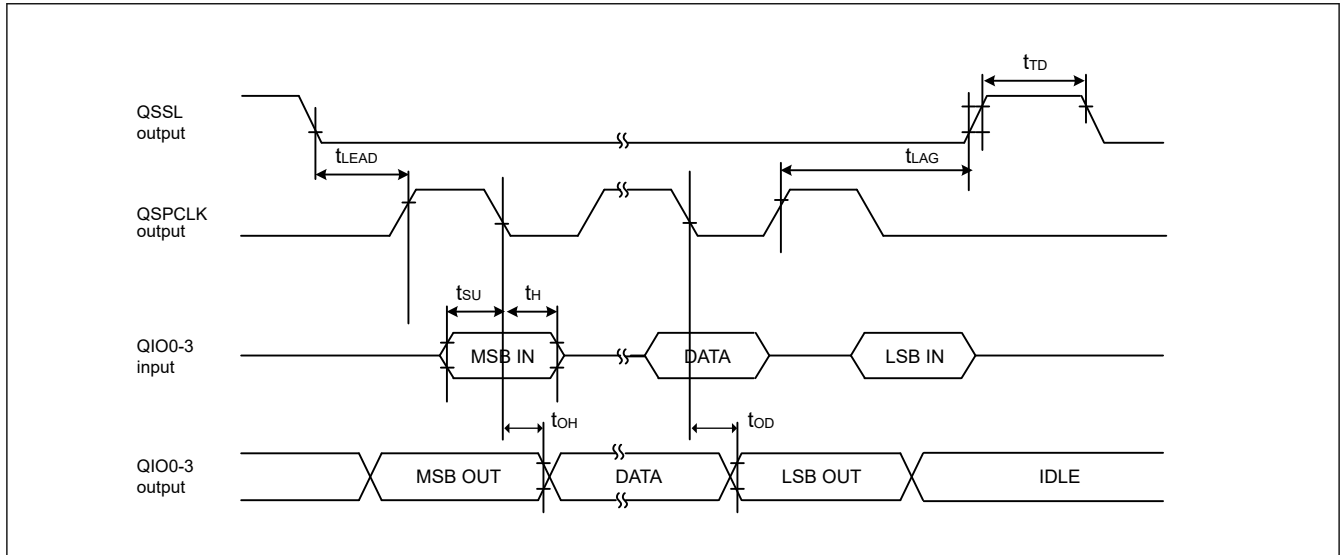 tTD
QSSL
output
tLEAD
tLAG
QSPCLK
output
tSU
tH
QIO0-3
input
MSB IN
DATA
LSB IN
tOH
tOD
QIO0-3
output
MSB OUT
DATA
LSB OUT
IDLE